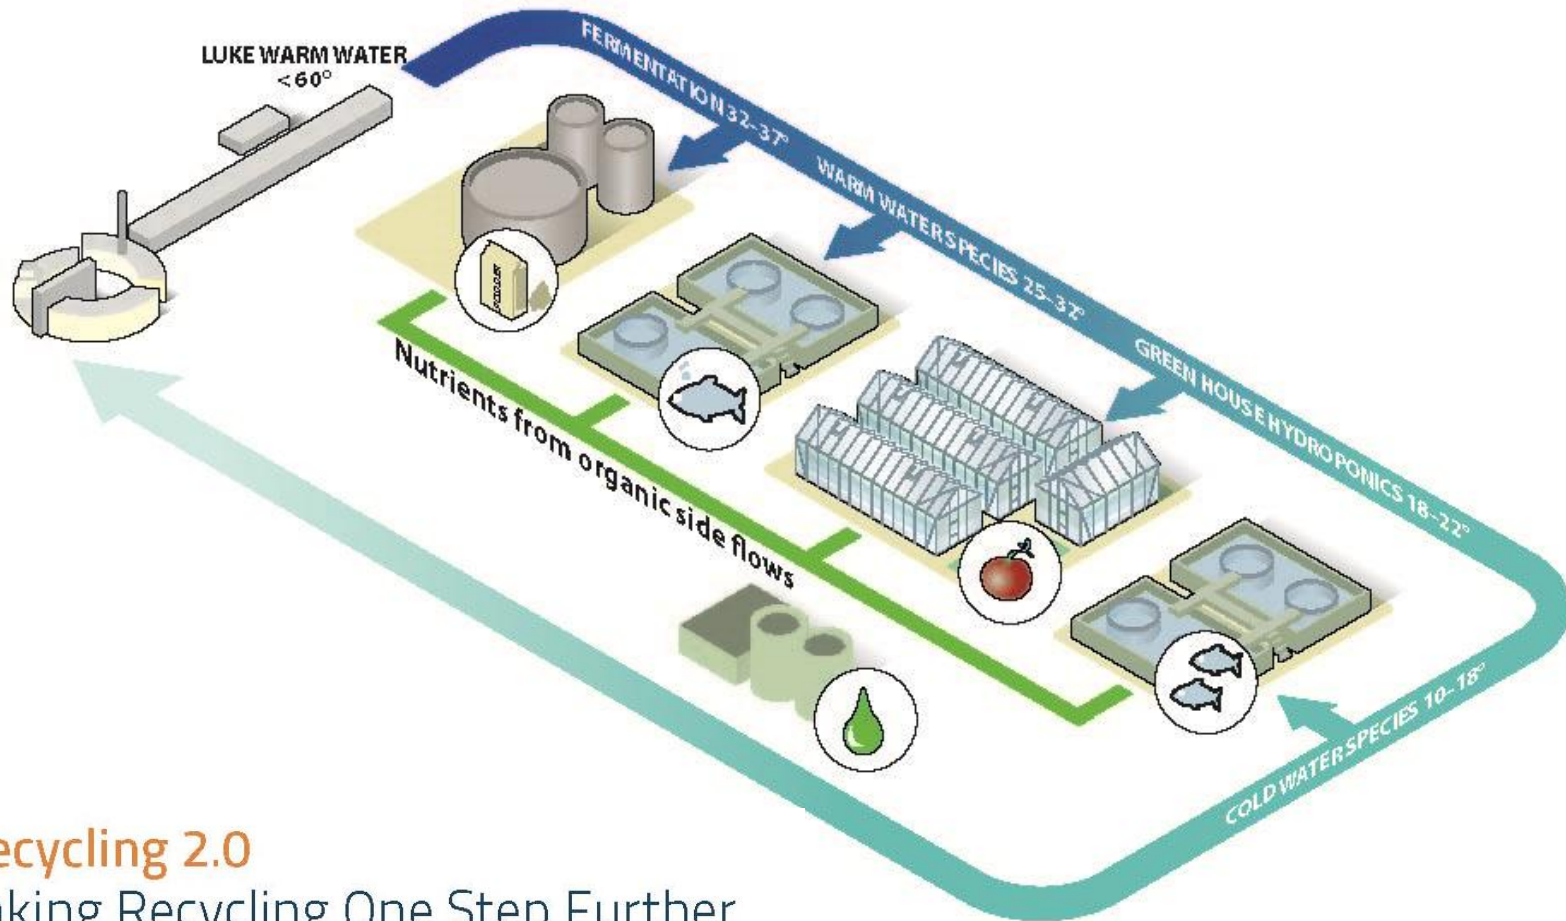 LUKE WARM WATER
<60°
FERMENTATION 32-37°
WARM WATER SPECIES 25-32°
GREEN HOUSE HYDROPONICS 18-22°
COLD WATER SPECIES 10-18°
Nutrients from organic side flows
ecycling 2.0
aking Recycling One Step Further